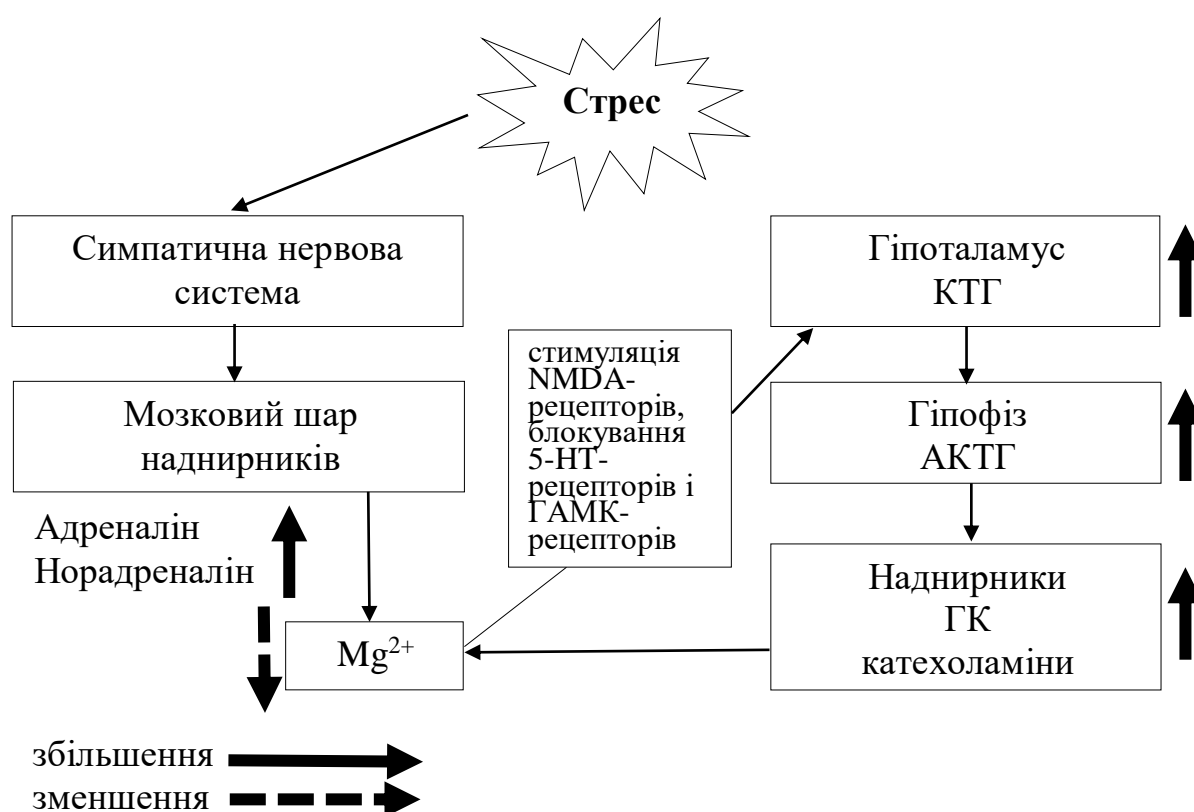 Стрес
Симпатична нервова
система
Мозковий шар
наднирників
Адреналін
Норадреналін
Mg²⁺
стимуляція
NMDA-
рецепторів,
блокування
5-НТ-
рецепторів і
ГАМК-
рецепторів
Гіпоталамус
КТГ
Гіпофіз
АКТГ
Наднирники
ГК
катехоламіни
збільшення
зменшення